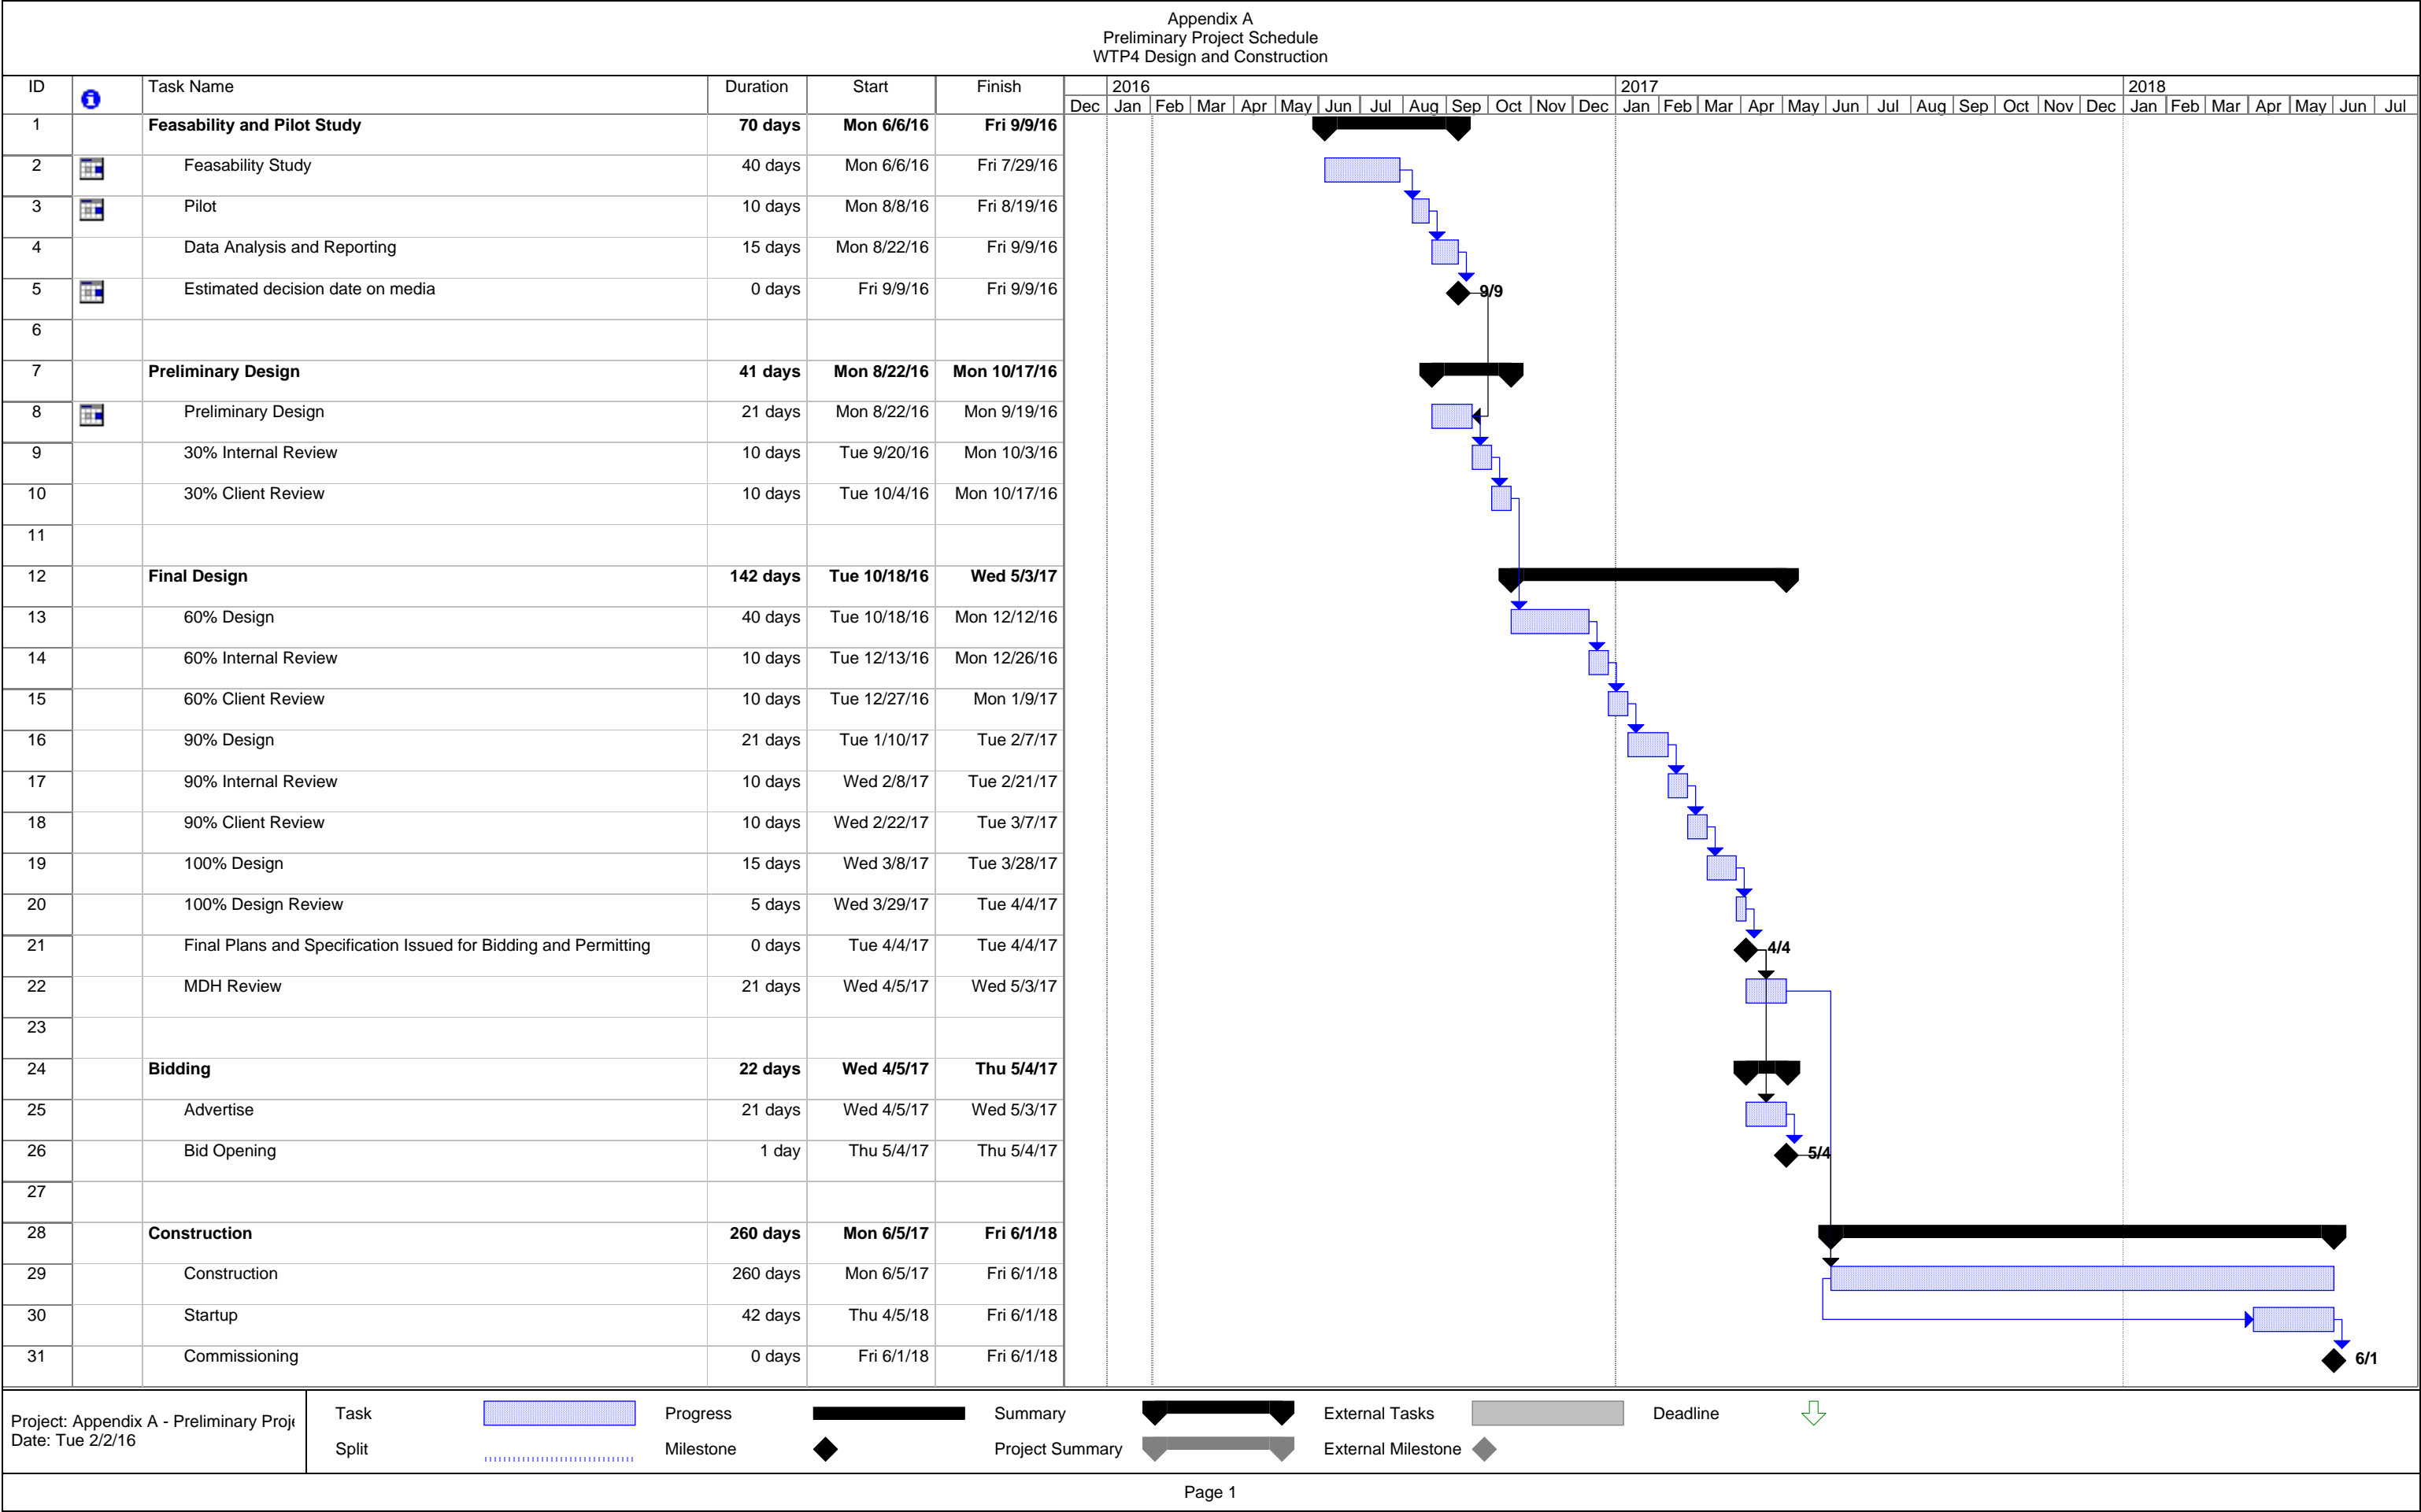 Appendix A
Preliminary Project Schedule
WTP4 Design and Construction
ID Task Name Duration Start Finish 2016 2017 2018
Dec Jan Feb Mar Apr May Jun Jul Aug Sep Oct Nov Dec Jan Feb Mar Apr May Jun Jul Aug Sep Oct Nov Dec Jan Feb Mar Apr May Jun Jul
1 Feasability and Pilot Study 70 days Mon 6/6/16 Fri 9/9/16
2 Feasability Study 40 days Mon 6/6/16 Fri 7/29/16
3 Pilot 10 days Mon 8/8/16 Fri 8/19/16
4 Data Analysis and Reporting 15 days Mon 8/22/16 Fri 9/9/16
5 Estimated decision date on media 0 days Fri 9/9/16 Fri 9/9/16 9/9
6
7 Preliminary Design 41 days Mon 8/22/16 Mon 10/17/16
8 Preliminary Design 21 days Mon 8/22/16 Mon 9/19/16
9 30% Internal Review 10 days Tue 9/20/16 Mon 10/3/16
10 30% Client Review 10 days Tue 10/4/16 Mon 10/17/16
11
12 Final Design 142 days Tue 10/18/16 Wed 5/3/17
13 60% Design 40 days Tue 10/18/16 Mon 12/12/16
14 60% Internal Review 10 days Tue 12/13/16 Mon 12/26/16
15 60% Client Review 10 days Tue 12/27/16 Mon 1/9/17
16 90% Design 21 days Tue 1/10/17 Tue 2/7/17
17 90% Internal Review 10 days Wed 2/8/17 Tue 2/21/17
18 90% Client Review 10 days Wed 2/22/17 Tue 3/7/17
19 100% Design 15 days Wed 3/8/17 Tue 3/28/17
20 100% Design Review 5 days Wed 3/29/17 Tue 4/4/17
21 Final Plans and Specification Issued for Bidding and Permitting 0 days Tue 4/4/17 Tue 4/4/17 4/4
22 MDH Review 21 days Wed 4/5/17 Wed 5/3/17
23
24 Bidding 22 days Wed 4/5/17 Thu 5/4/17
25 Advertise 21 days Wed 4/5/17 Wed 5/3/17
26 Bid Opening 1 day Thu 5/4/17 Thu 5/4/17 5/4
27
28 Construction 260 days Mon 6/5/17 Fri 6/1/18
29 Construction 260 days Mon 6/5/17 Fri 6/1/18
30 Startup 42 days Thu 4/5/18 Fri 6/1/18
31 Commissioning 0 days Fri 6/1/18 Fri 6/1/18 6/1
Project: Appendix A - Preliminary Proj
Date: Tue 2/2/16
Task Progress Summary External Tasks Deadline
Split Milestone Project Summary External Milestone
Page 1